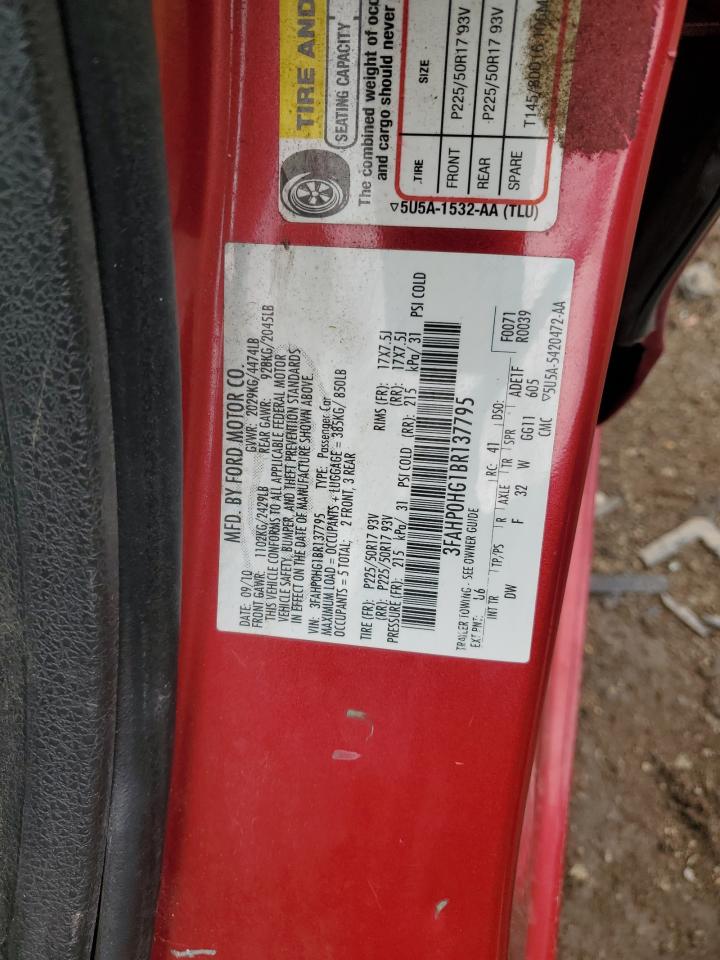 TIRE AND
SEATING CAPACITY
The combined weight of occ
and cargo should never
TIRE SIZE
FRONT P225/50R17 93V
REAR P225/50R17 93V
SPARE
▽5U5A-1532-AA (TLU)
MFD. BY FORD MOTOR CO.
DATE: 09/10 GVWR: 2029KG/4474LB
FRONT GAWR: 1102KG/2429LB REAR GAWR: 928KG/2045LB
THIS VEHICLE CONFORMS TO ALL APPLICABLE FEDERAL MOTOR
VEHICLE SAFETY, BUMPER, AND THEFT PREVENTION STANDARDS
IN EFFECT ON THE DATE OF MANUFACTURE SHOWN ABOVE.
VIN: 3FAHP0HG1BR137795 TYPE: Passenger Car
MAXIMUM LOAD = OCCUPANTS + LUGGAGE = 385KG/ 850LB
OCCUPANTS = 5 TOTAL: 2 FRONT, 3 REAR
TIRE (FR): P225/50R17 93V RIMS (FR): 17X7.5J
(RR): P225/50R17 93V (RR): 17X7.5J
PRESSURE (FR): 215 kPa/ 31 PSI COLD (RR): 215 kPa/ 31 PSI COLD
3FAHP0HG1BR137795
TRAILER TOWING - SEE OWNER GUIDE F0071
EXT PNT: U6 RC: 41 DSO: R0039
INT TR TP/PS R AXLE TR SPR ADE1F
DW F 32 W GG11 605
CMC ▽5U5A-5420472-AA